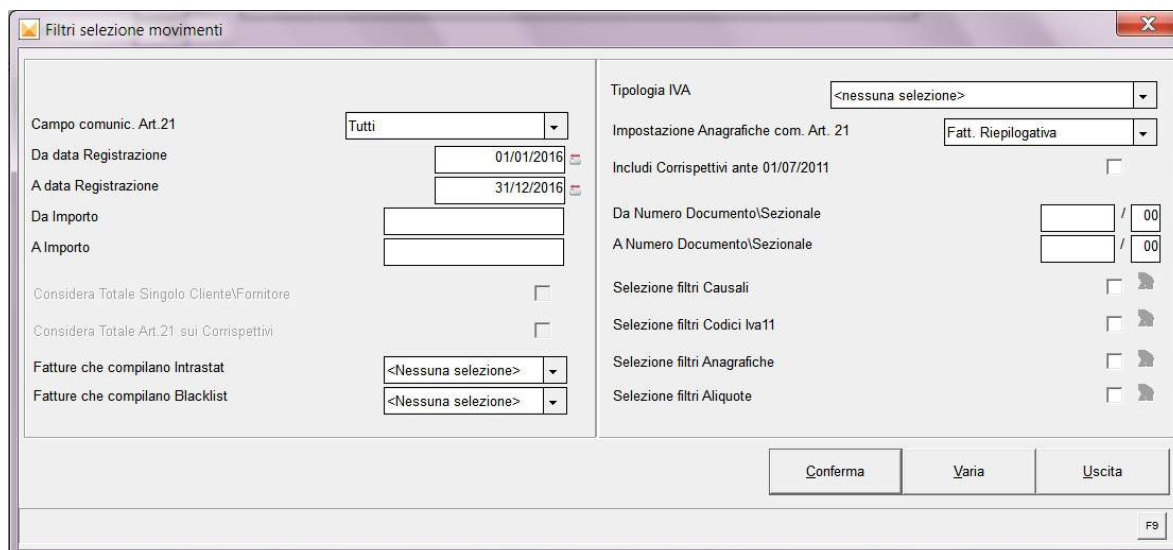 Filtri selezione movimenti
X
Campo comunic. Art.21 Tutti
Da data Registrazione 01/01/2016
A data Registrazione 31/12/2016
Da Importo
A Importo
Considera Totale Singolo Cliente\Fornitore
Considera Totale Art.21 sui Corrispettivi
Fatture che compilano Intrastat <Nessuna selezione>
Fatture che compilano Blacklist <Nessuna selezione>
Tipologia IVA <nessuna selezione>
Impostazione Anagrafiche com. Art. 21 Fatt. Riepilogativa
Includi Corrispettivi ante 01/07/2011
Da Numero Documento\Sezionale / 00
A Numero Documento\Sezionale / 00
Selezione filtri Causali
Selezione filtri Codici Iva11
Selezione filtri Anagrafiche
Selezione filtri Aliquote
Conferma Varia Uscita
F9